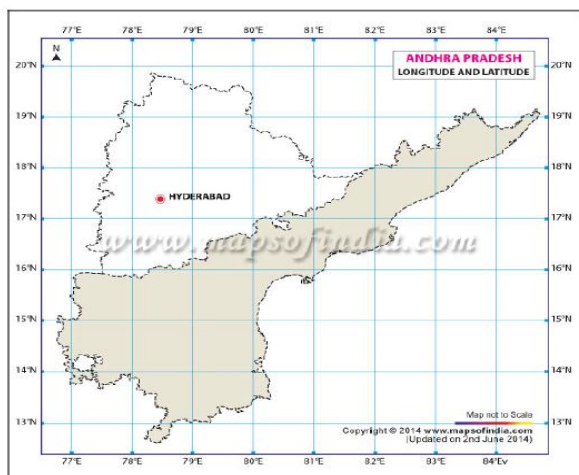 77°E 78°E 79°E 80°E 81°E 82°E 83°E 84°E
N
ANDHRA PRADESH
LONGITUDE AND LATITUDE
20°N 20°N
19°N 19°N
18°N 18°N
HYDERABAD
17°N 17°N
www.mapsofindia.com
16°N 16°N
15°N 15°N
14°N 14°N
Map not to Scale
13°N 13°N
Copyright © 2014 www.mapsofindia.com
(Updated on 2nd June 2014)
77°E 78°E 79°E 80°E 81°E 82°E 83°E 84°Ev